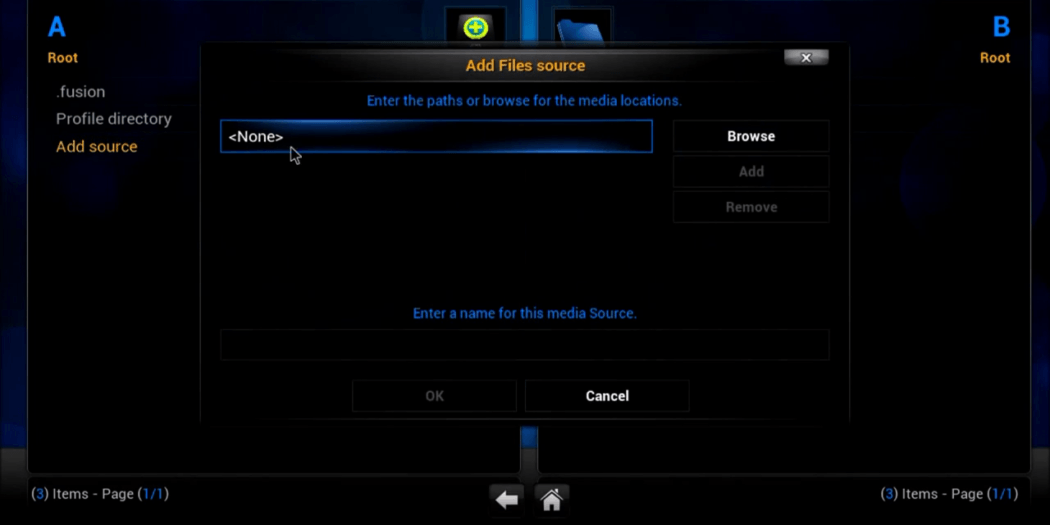 A
B
Root
Root
.fusion
Profile directory
Add source
Add Files source
Enter the paths or browse for the media locations.
<None>
Browse
Add
Remove
Enter a name for this media Source.
OK
Cancel
(3) Items - Page (1/1)
(3) Items - Page (1/1)